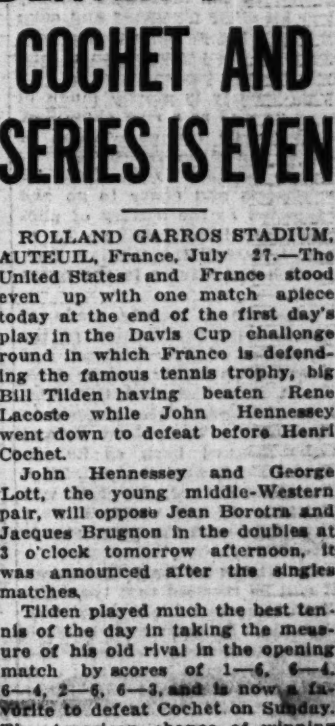 COCHET AND
SERIES IS EVEN
ROLLAND GARROS STADIUM,
AUTEUIL, France, July 27.—The
United States and France stood
even up with one match apiece
today at the end of the first day's
play in the Davis Cup challenge
round in which France is defend-
ing the famous tennis trophy, big
Bill Tilden having beaten Rene
Lacoste while John Hennessey
went down to defeat before Henri
Cochet.
John Hennessey and George
Lott, the young middle-Western
pair, will oppose Jean Borotra and
Jacques Brugnon in the doubles at
3 o'clock tomorrow afternoon, it
was announced after the singles
matches.
Tilden played much the best ten-
nis of the day in taking the meas-
ure of his old rival in the opening
match by scores of 1—6, 6—4,
6—4, 2—6, 6—3, and is now a fa-
vorite to defeat Cochet on Sunday.